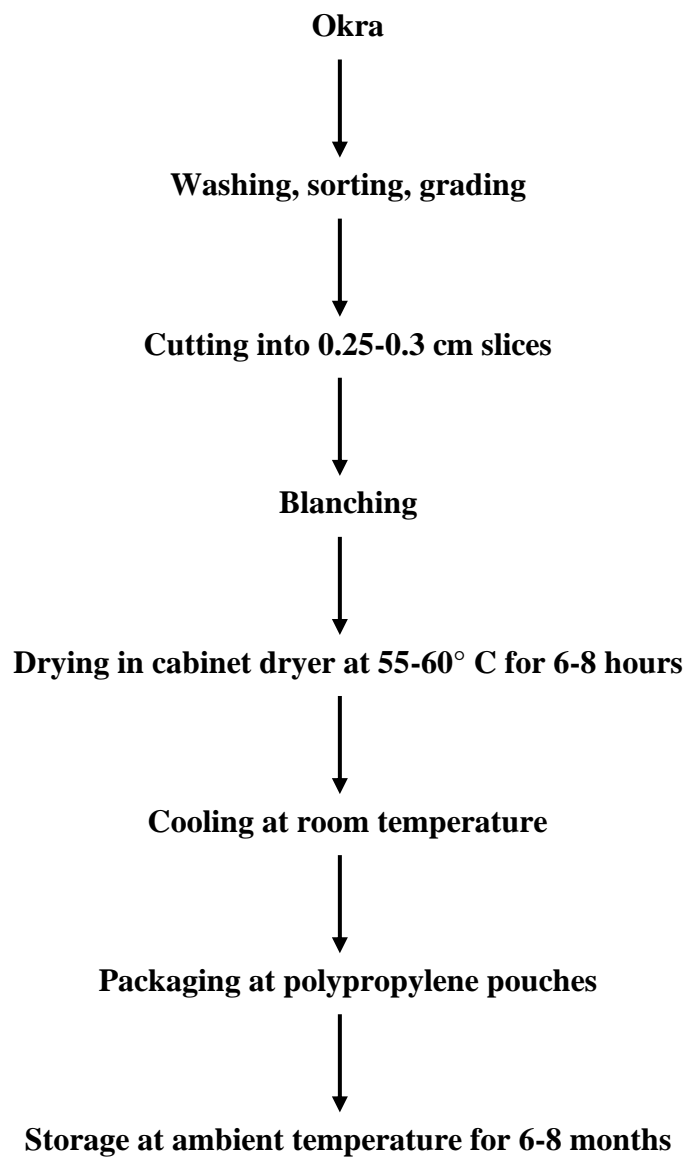 Okra
Washing, sorting, grading
Cutting into 0.25-0.3 cm slices
Blanching
Drying in cabinet dryer at 55-60° C for 6-8 hours
Cooling at room temperature
Packaging at polypropylene pouches
Storage at ambient temperature for 6-8 months